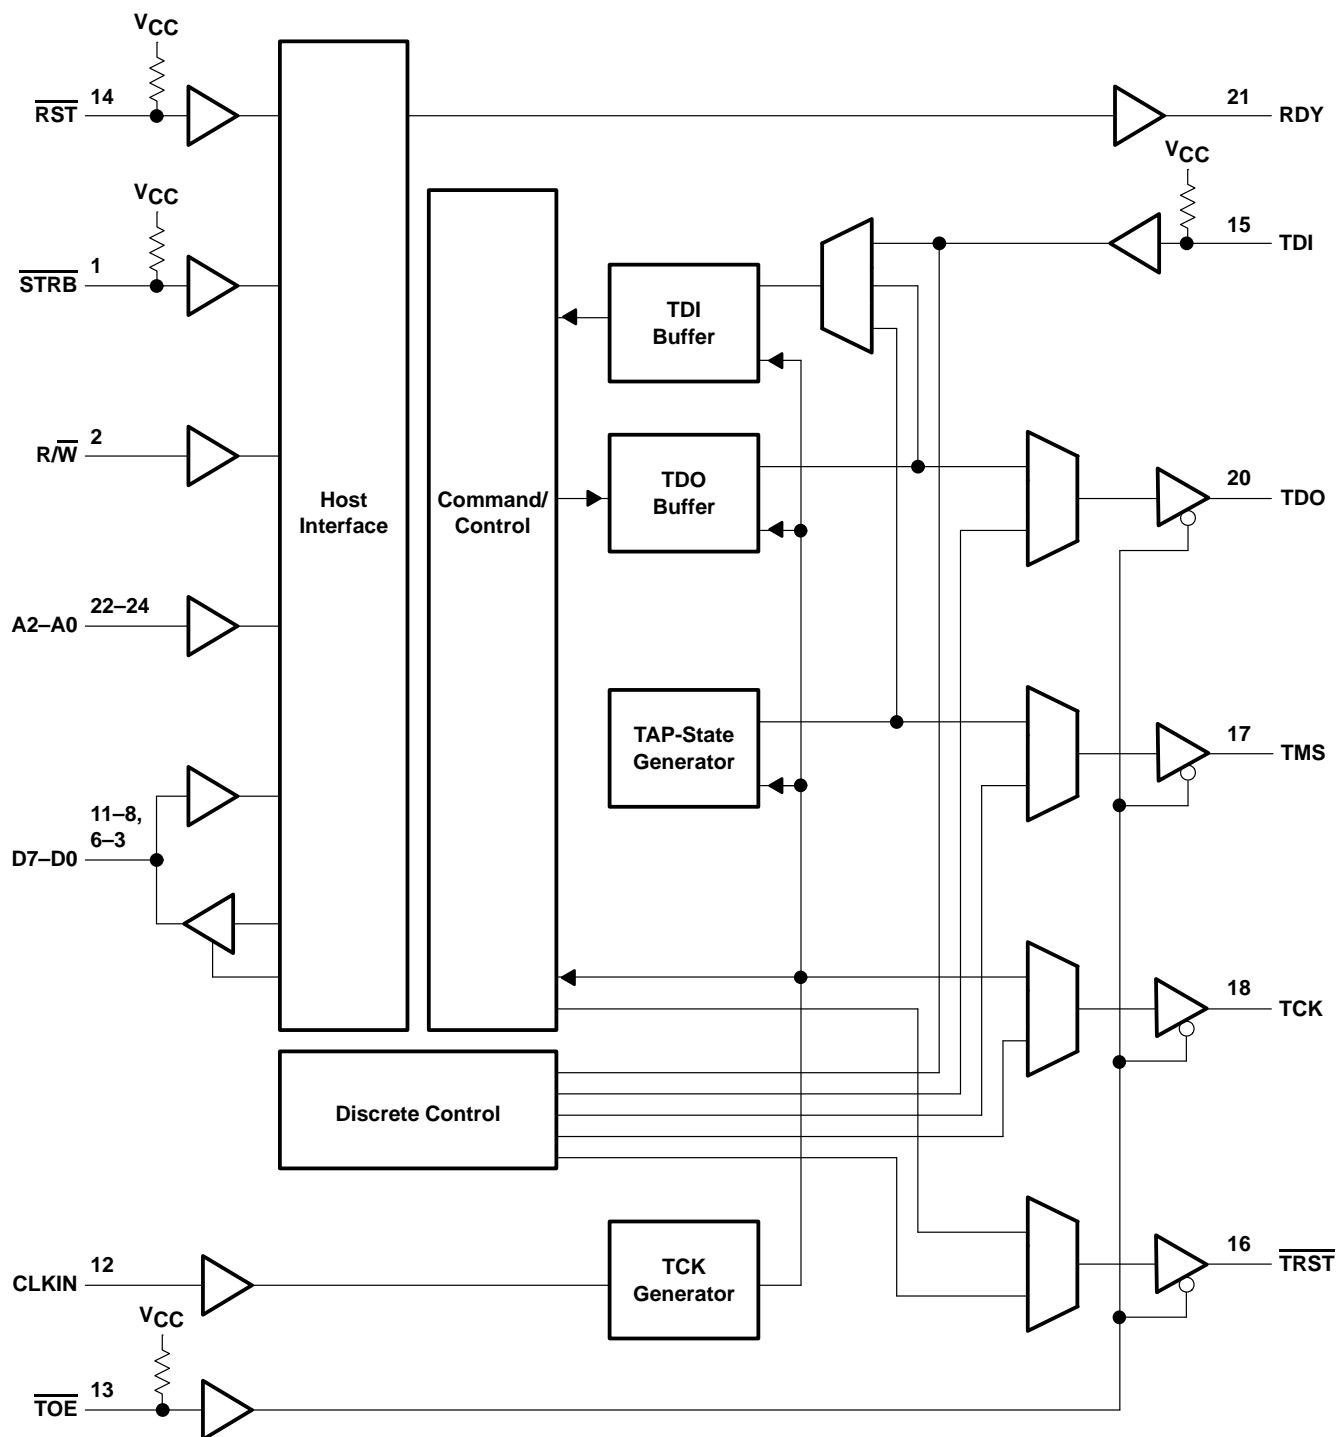 VCC
14
RST
21
RDY
VCC
VCC
15
TDI
1
STRB
TDI
Buffer
2
R/W
Host
Interface
Command/
Control
TDO
Buffer
20
TDO
22–24
A2–A0
TAP-State
Generator
17
TMS
11–8,
6–3
D7–D0
18
TCK
Discrete Control
12
CLKIN
TCK
Generator
16
TRST
VCC
13
TOE